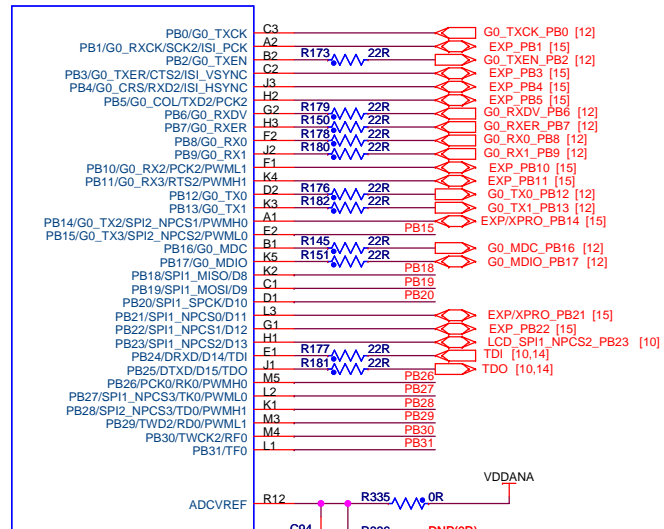 PB0/G0_TXCK C3 G0_TXCK_PB0 [12]
PB1/G0_RXCK/SCK2/ISI_PCK A2 EXP_PB1 [15]
PB2/G0_TXEN B2 R173 22R G0_TXEN_PB2 [12]
PB3/G0_TXER/CTS2/ISI_VSYNC C2 EXP_PB3 [15]
PB4/G0_CRS/RXD2/ISI_HSYNC J3 EXP_PB4 [15]
PB5/G0_COL/TXD2/PCK2 H2 EXP_PB5 [15]
PB6/G0_RXDV G2 R179 22R G0_RXDV_PB6 [12]
PB7/G0_RXER H3 R150 22R G0_RXER_PB7 [12]
PB8/G0_RX0 F2 R178 22R G0_RX0_PB8 [12]
PB9/G0_RX1 J2 R180 22R G0_RX1_PB9 [12]
PB10/G0_RX2/PCK2/PWML1 F1 EXP_PB10 [15]
PB11/G0_RX3/RTS2/PWMH1 K4 EXP_PB11 [15]
PB12/G0_TX0 D2 R176 22R G0_TX0_PB12 [12]
PB13/G0_TX1 K3 R182 22R G0_TX1_PB13 [12]
PB14/G0_TX2/SPI2_NPCS1/PWMH0 A1 EXP/XPRO_PB14 [15]
PB15/G0_TX3/SPI2_NPCS2/PWML0 E2 PB15
PB16/G0_MDC B1 R145 22R G0_MDC_PB16 [12]
PB17/G0_MDIO K5 R151 22R G0_MDIO_PB17 [12]
PB18/SPI1_MISO/D8 K2 PB18
PB19/SPI1_MOSI/D9 C1 PB19
PB20/SPI1_SPCK/D10 D1 PB20
PB21/SPI1_NPCS0/D11 L3 EXP/XPRO_PB21 [15]
PB22/SPI1_NPCS1/D12 G1 EXP_PB22 [15]
PB23/SPI1_NPCS2/D13 H1 LCD_SPI1_NPCS2_PB23 [10]
PB24/DRXD/D14/TDI E1 R177 22R TDI [10,14]
PB25/DTXD/D15/TDO J1 R181 22R TDO [10,14]
PB26/PCK0/RK0/PWMH0 M5 PB26
PB27/SPI1_NPCS3/TK0/PWML0 L2 PB27
PB28/SPI2_NPCS3/TD0/PWMH1 K1 PB28
PB29/TWD2/RD0/PWML1 M3 PB29
PB30/TWCK2/RF0 M4 PB30
PB31/TF0 L1 PB31
VDDANA
ADCVREF R12 R335 0R